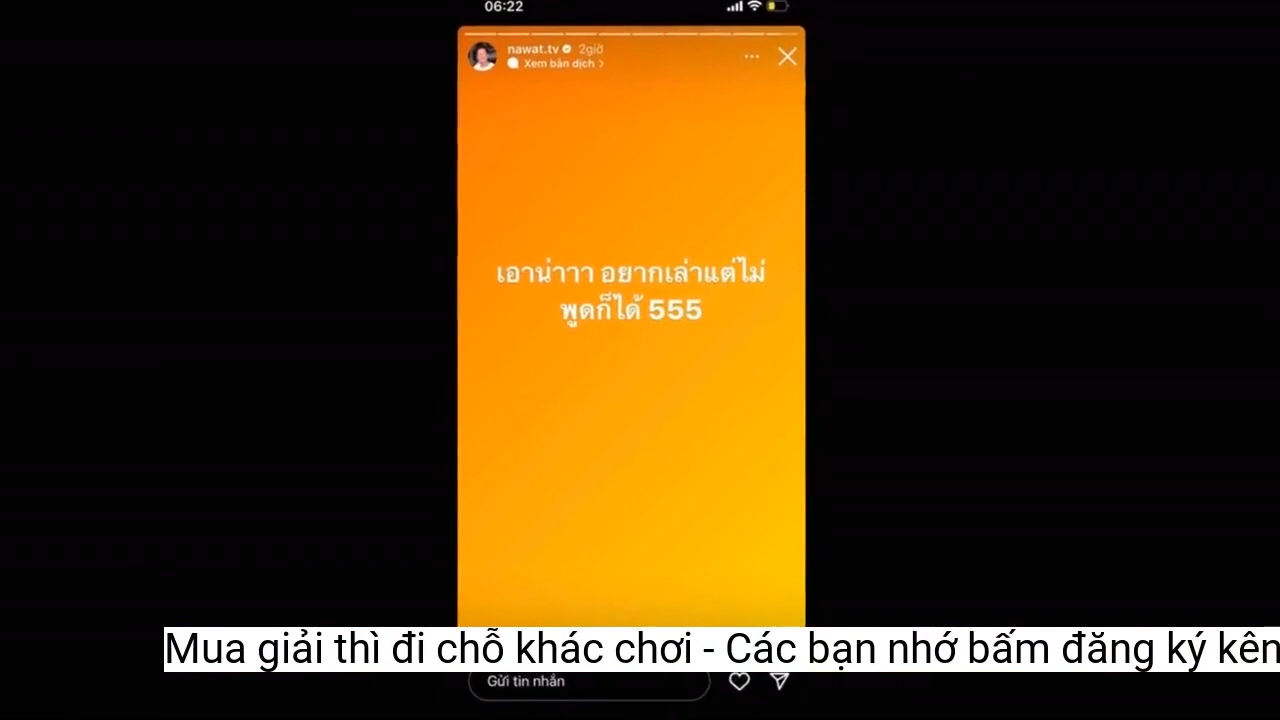 06:22
nawat.tv 2giờ
Xem bản dịch
เอาน่าาา อยากเล่าแต่ไม่
พูดก็ได้ 555
Mua giải thì đi chỗ khác chơi - Các bạn nhớ bấm đăng ký kên
Gửi tin nhắn